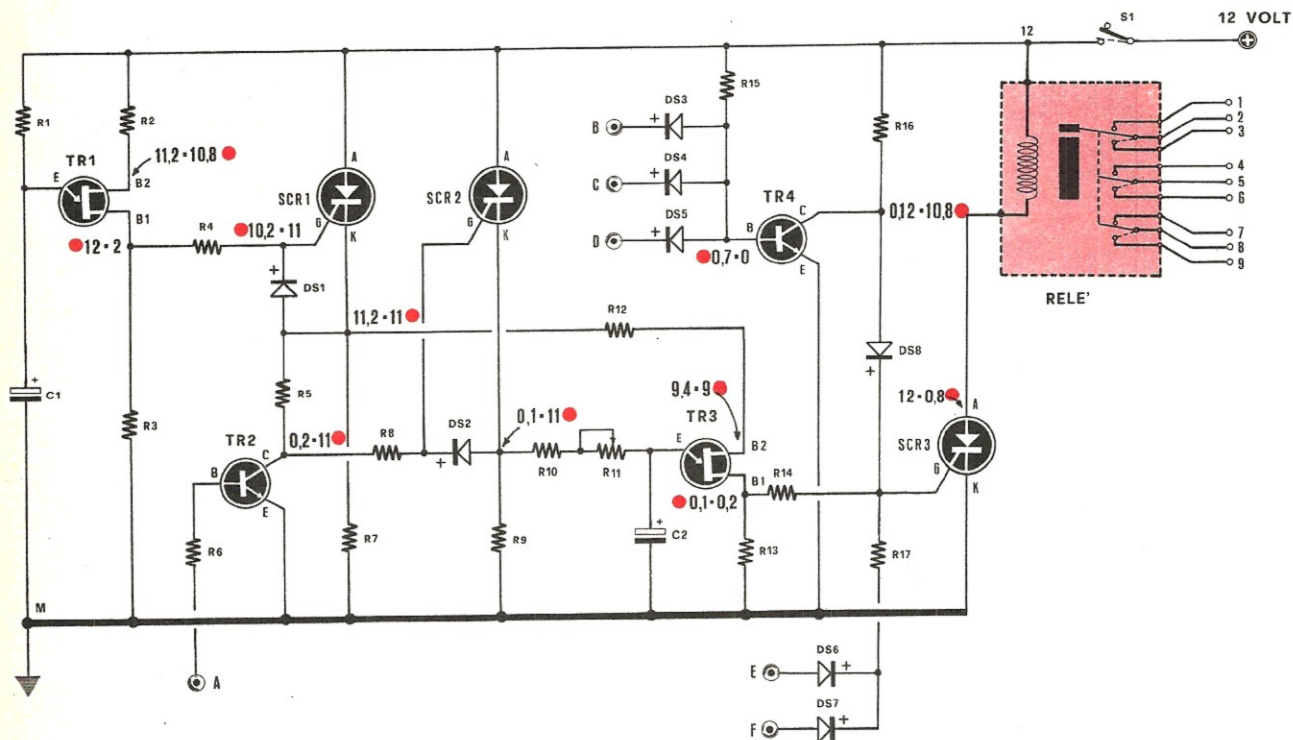 12 VOLT
S1
12
R1
R2
R15
R16
DS3
B
DS4
C
DS5
D
TR1
E
B2
B1
11,2 - 10,8
12 - 2
R4
10,2 - 11
SCR1
A
G
K
SCR2
A
G
K
DS1
11,2 - 11
R12
TR4
B
C
E
0,7 - 0
0,12 - 10,8
1
2
3
4
5
6
7
8
9
RELE'
DS8
C1
R3
R5
TR2
B
C
E
0,2 - 11
R8
DS2
0,1 - 11
R10
R11
9,4 - 9
TR3
E
B2
B1
0,1 - 0,2
R14
12 - 0,8
A
SCR3
G
K
R6
R7
R9
C2
R13
R17
M
A
E
DS6
F
DS7